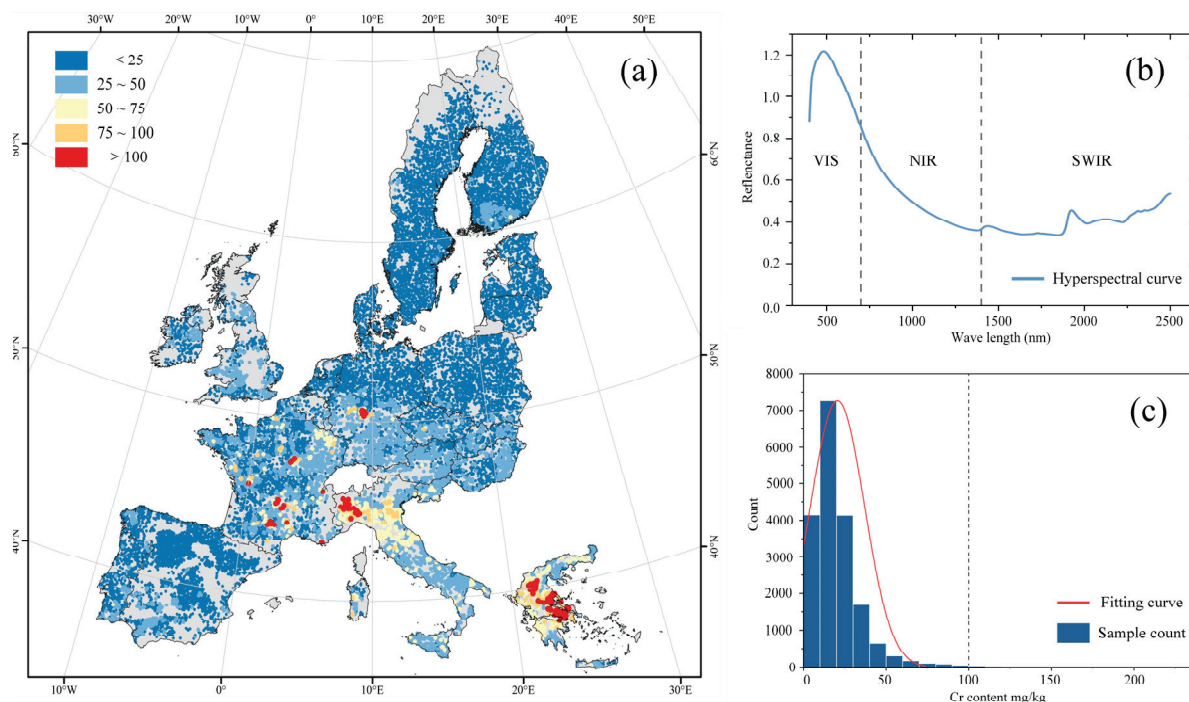 30°W 20°W 10°W 0° 10°E 20°E 30°E 40°E 50°E
< 25
25 ~ 50
50 ~ 75
75 ~ 100
> 100
(a)
60°N
50°N
50°N
40°N
40°N
10°W 0° 10°E 20°E 30°E
(b)
Reflenctance
1.2
1.0
0.8
0.6
0.4
0.2
0.0
VIS
NIR
SWIR
Hyperspectral curve
500 1000 1500 2000 2500
Wave length (nm)
(c)
Count
8000
7000
6000
5000
4000
3000
2000
1000
0
Fitting curve
Sample count
0 50 100 150 200
Cr content mg/kg